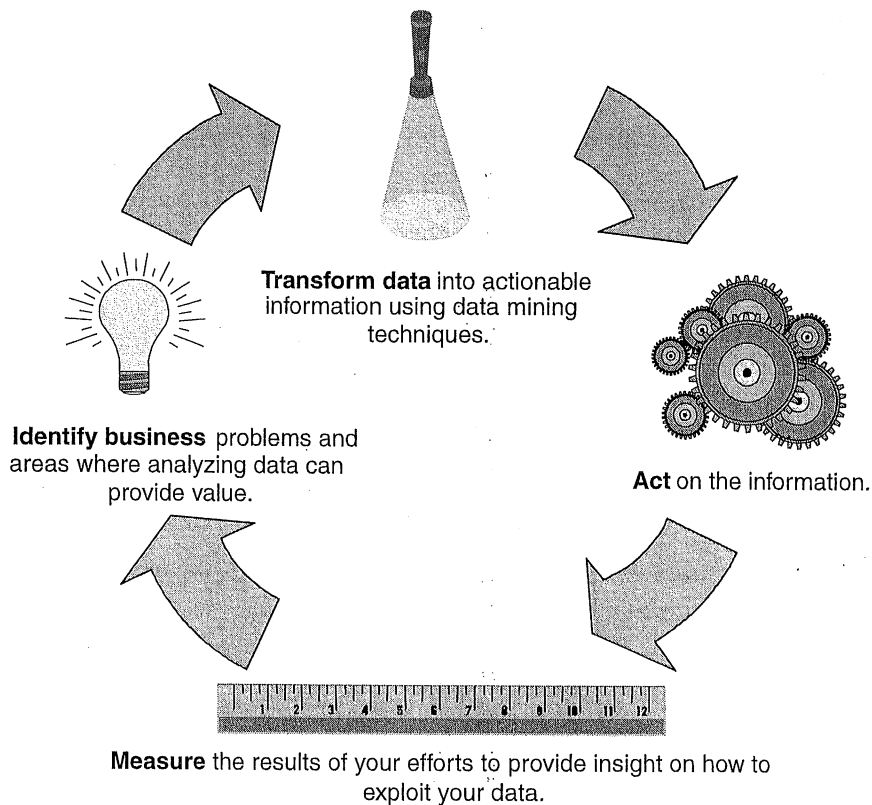 Transform data into actionable
information using data mining
techniques.
Identify business problems and
areas where analyzing data can
provide value.
Act on the information.
1 2 3 4 5 6 7 8 9 10 11 12
Measure the results of your efforts to provide insight on how to
exploit your data.